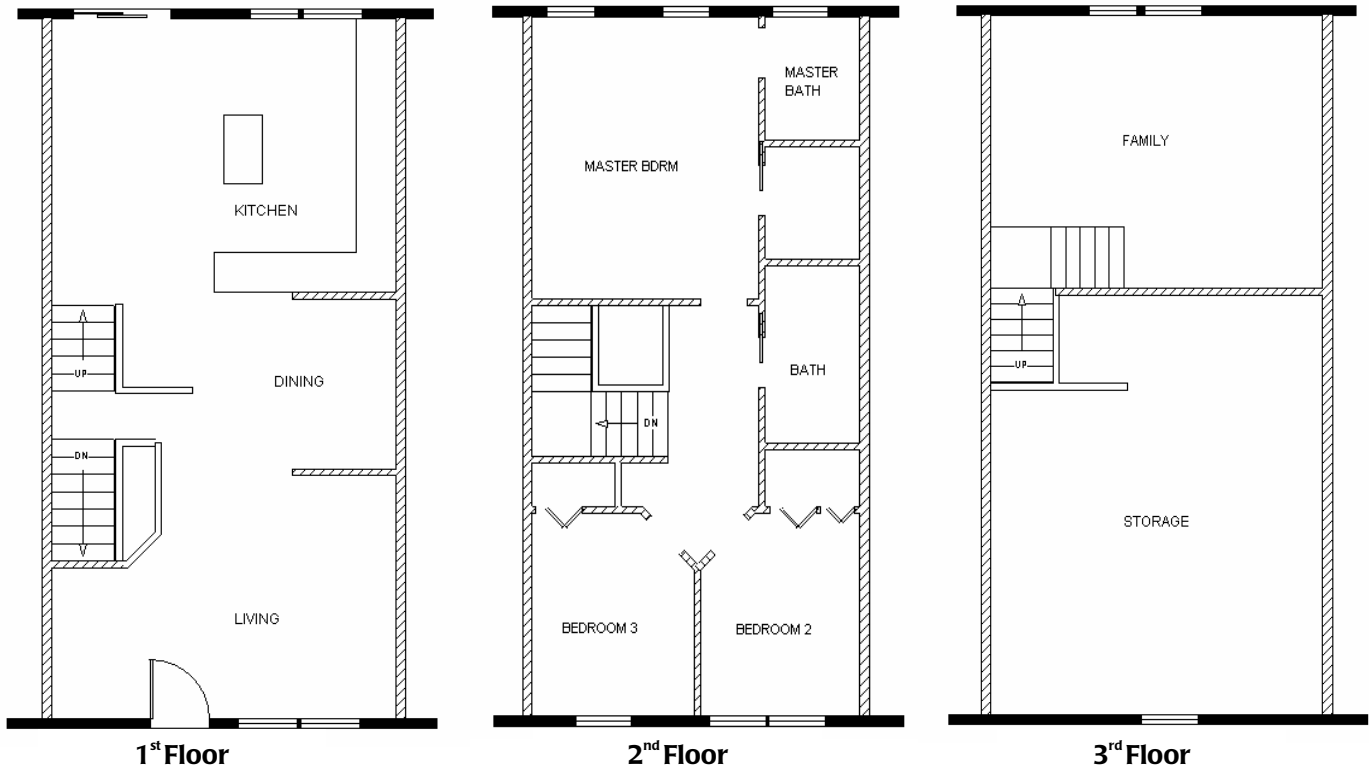 KITCHEN
UP
DINING
DN
LIVING
1st Floor
MASTER
BATH
MASTER BDRM
BATH
DN
BEDROOM 3
BEDROOM 2
2nd Floor
FAMILY
UP
STORAGE
3rd Floor